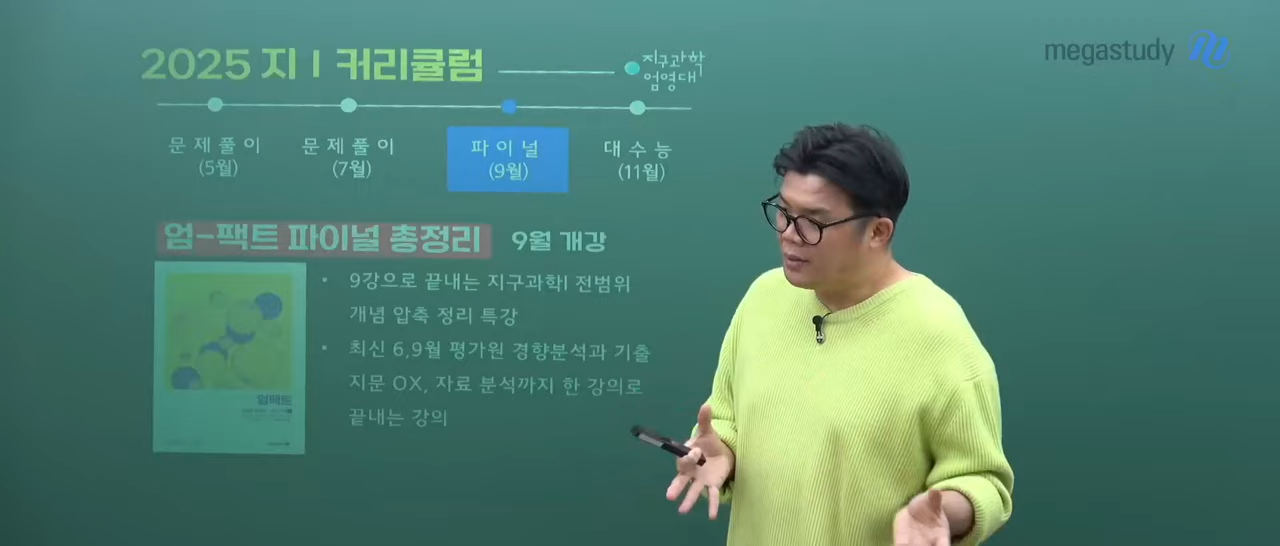 2025 지 I 커리큘럼
지구과학
엄영대
megastudy
문제풀이
(5월)
문제풀이
(7월)
파이널
(9월)
대수능
(11월)
엄-팩트 파이널 총정리 9월 개강
• 9강으로 끝내는 지구과학I 전범위
개념 압축 정리 특강
• 최신 6,9월 평가원 경향분석과 기출
지문 OX, 자료 분석까지 한 강의로
끝내는 강의
엄팩트